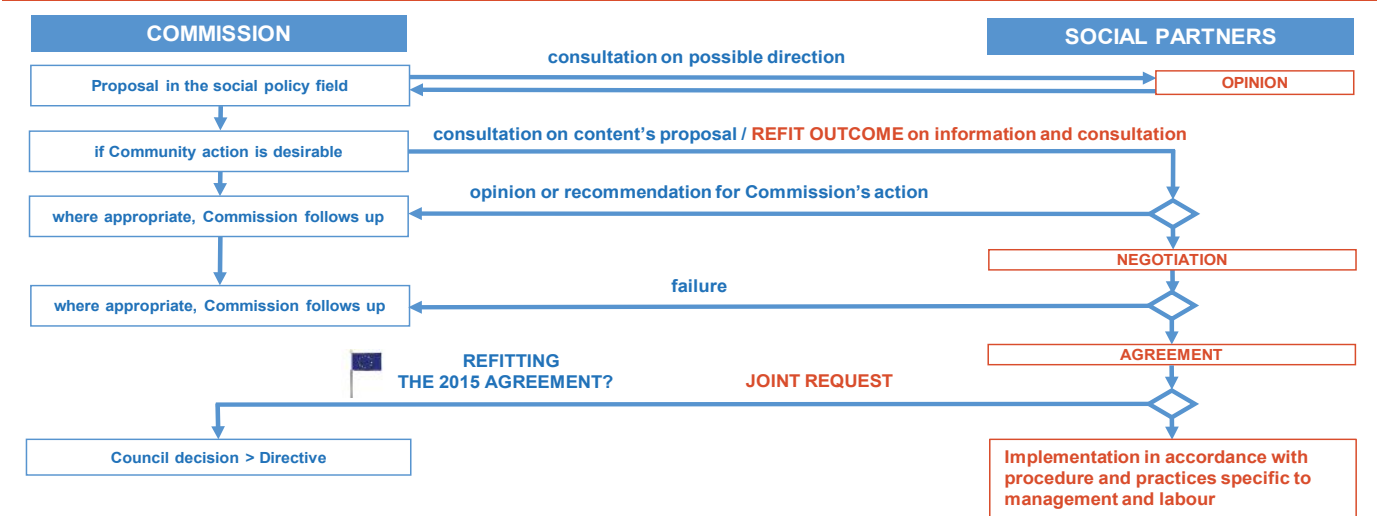 COMMISSION
SOCIAL PARTNERS
consultation on possible direction
Proposal in the social policy field
OPINION
consultation on content's proposal / REFIT OUTCOME on information and consultation
if Community action is desirable
opinion or recommendation for Commission's action
where appropriate, Commission follows up
NEGOTIATION
failure
where appropriate, Commission follows up
AGREEMENT
REFITTING
THE 2015 AGREEMENT?
JOINT REQUEST
Council decision > Directive
Implementation in accordance with
procedure and practices specific to
management and labour